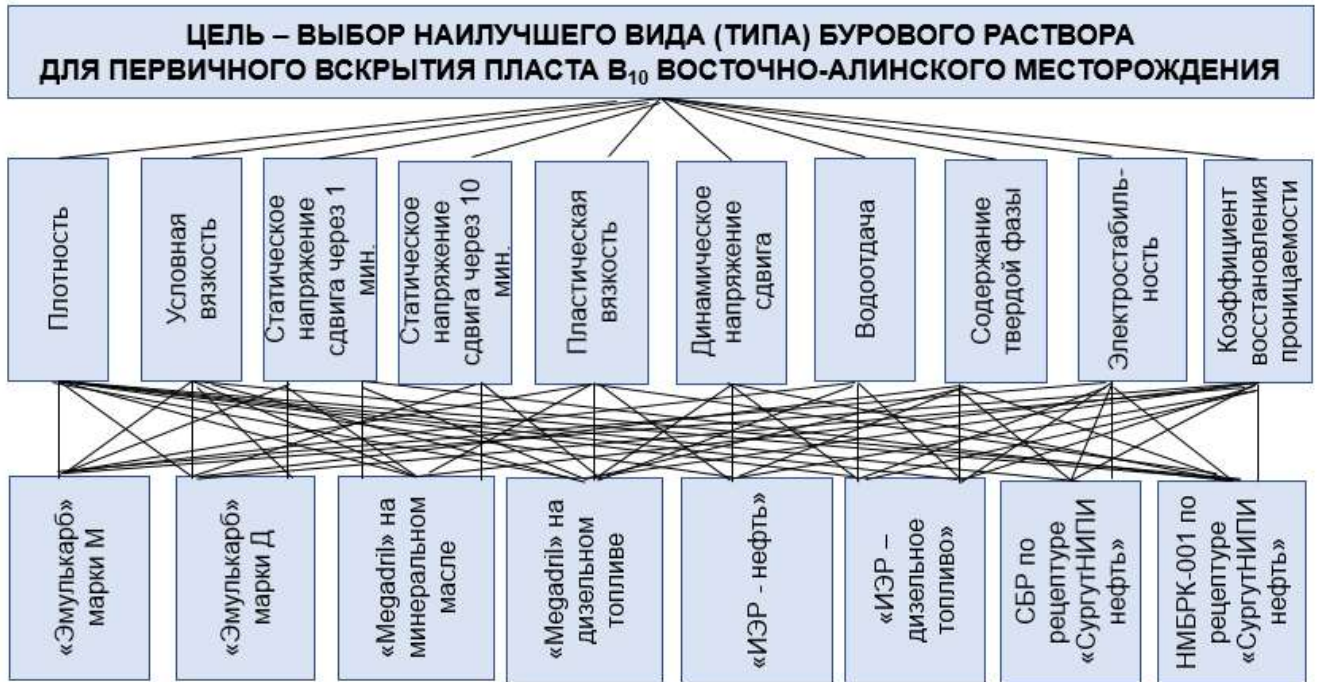 ЦЕЛЬ – ВЫБОР НАИЛУЧШЕГО ВИДА (ТИПА) БУРОВОГО РАСТВОРА
ДЛЯ ПЕРВИЧНОГО ВСКРЫТИЯ ПЛАСТА В₁₀ ВОСТОЧНО-АЛИНСКОГО МЕСТОРОЖДЕНИЯ
Плотность
Условная
вязкость
Статическое
напряжение
сдвига через 1
мин.
Статическое
напряжение
сдвига через 10
мин.
Пластическая
вязкость
Динамическое
напряжение
сдвига
Водоотдача
Содержание
твердой фазы
Электростабиль-
ность
Коэффициент
восстановления
проницаемости
«Эмулькарб»
марки М
«Эмулькарб»
марки Д
«Megadril» на
минеральном
масле
«Megadril» на
дизельном
топливе
«ИЭР - нефть»
«ИЭР –
дизельное
топливо»
СБР по
рецептуре
«СургутНИПИ
нефть»
НМБРК-001 по
рецептуре
«СургутНИПИ
нефть»